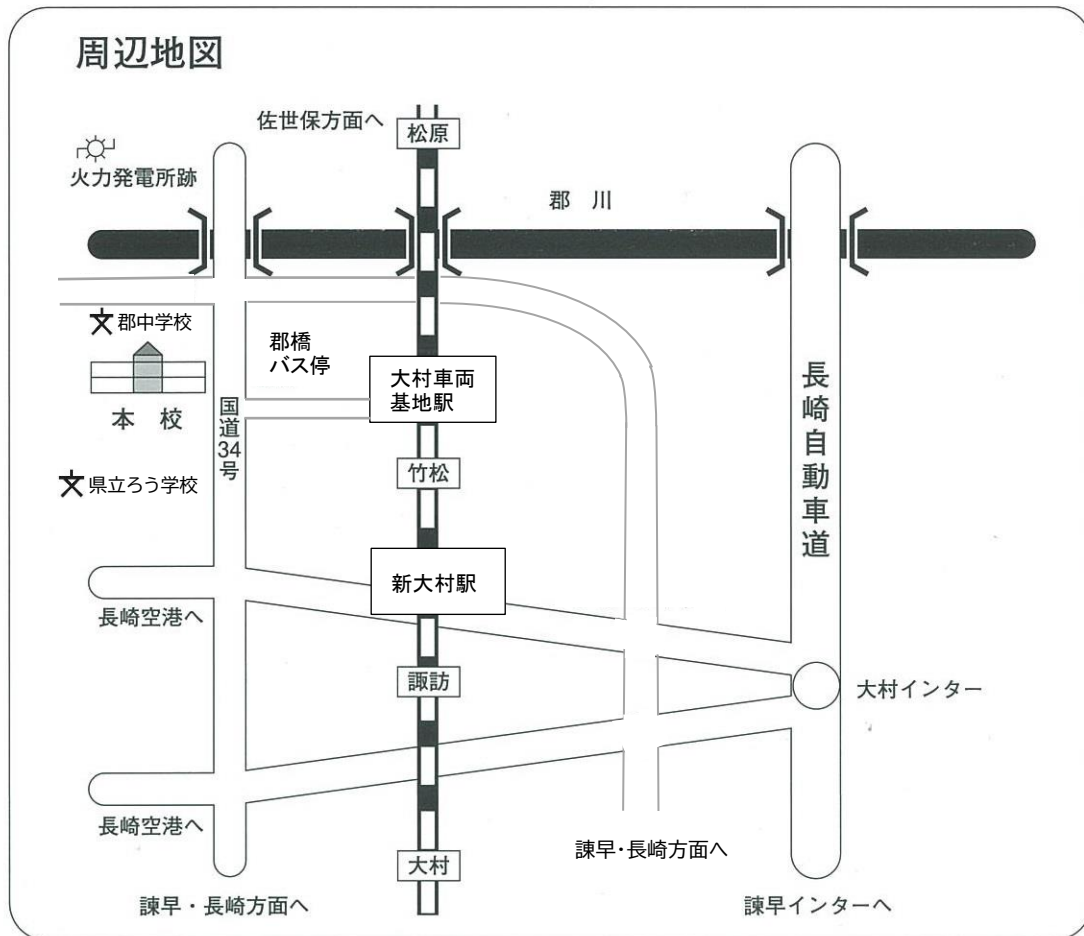 周辺地図
佐世保方面へ
松原
火力発電所跡
郡川
郡中学校
郡橋
バス停
大村車両
基地駅
本校
国道34号
長崎自動車道
竹松
県立ろう学校
新大村駅
長崎空港へ
諏訪
大村インター
長崎空港へ
大村
諫早・長崎方面へ
諫早・長崎方面へ
諫早インターへ